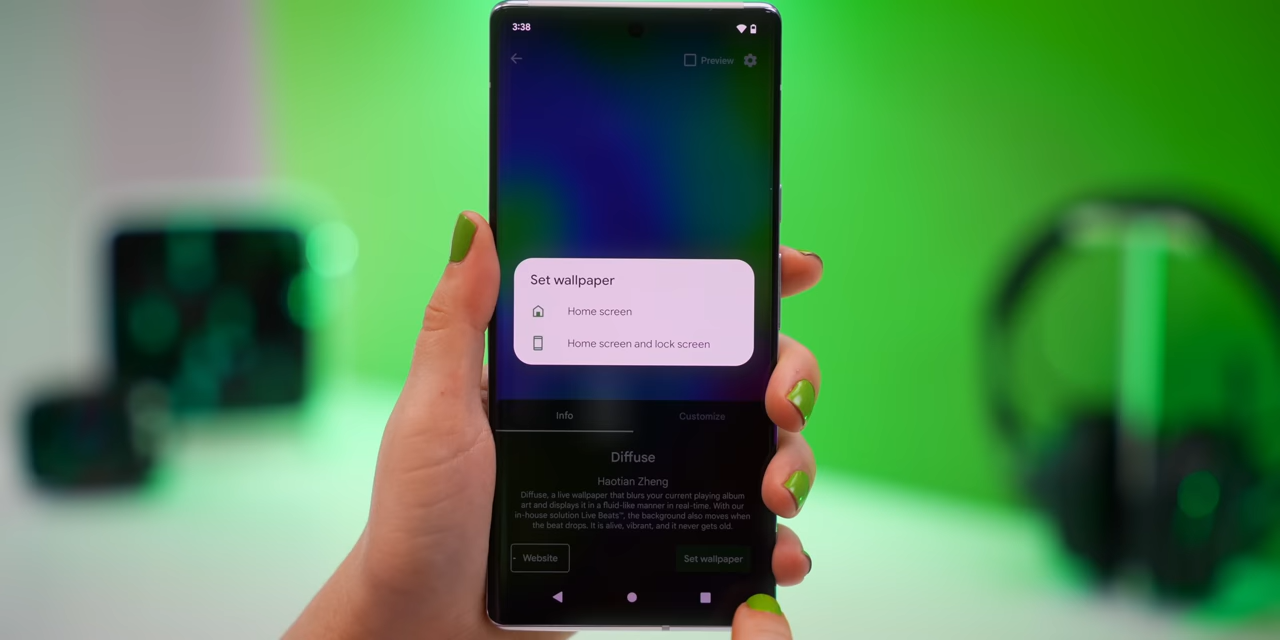 3:38
Preview
Set wallpaper
Home screen
Home screen and lock screen
Info
Customize
Diffuse
Haotian Zheng
Diffuse, a live wallpaper that blurs your current playing album
art and displays it in a fluid-like manner in real-time. With our
in-house solution Live Beats™, the background also moves when
the beat drops. It is alive, vibrant, and it never gets old.
Website
Set wallpaper